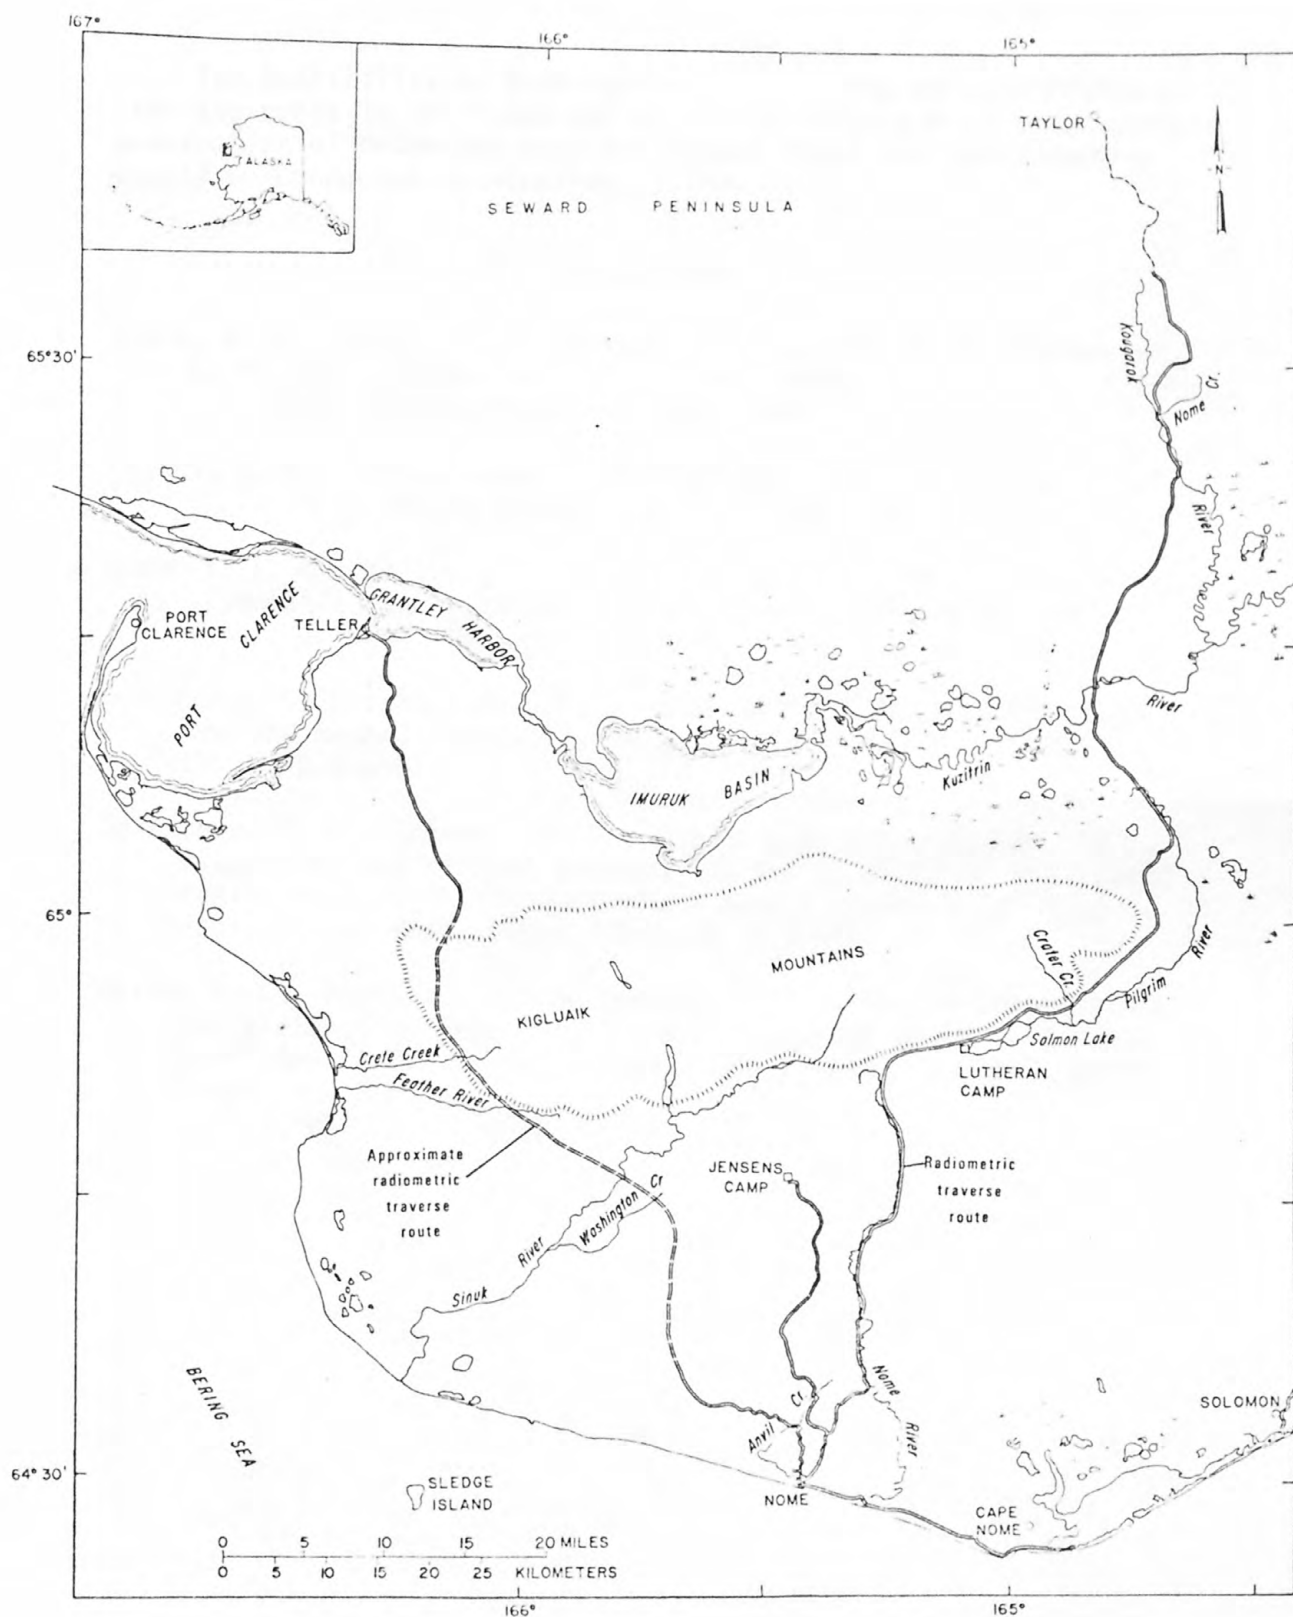 167°
166°
165°
TAYLOR
ALASKA
N
SEWARD PENINSULA
65°30'
Kougarok
Cr.
Nome
River
PORT
CLARENCE
CLARENCE
TELLER
GRANTLEY
HARBOR
PORT
River
IMURUK
BASIN
Kuzitrin
65°
MOUNTAINS
KIGLUAIK
Crater Cr.
River
Pilgrim
Salmon Lake
LUTHERAN
CAMP
Crete Creek
Feather River
Approximate
radiometric
traverse
route
JENSENS
CAMP
Radiometric
traverse
route
Cr
Washington
River
Sinuk
BERING
SEA
Nome
River
Cr.
Anvil
SOLOMON
64°30'
SLEDGE
ISLAND
NOME
CAPE
NOME
0 5 10 15 20 MILES
0 5 10 15 20 25 KILOMETERS
166°
165°